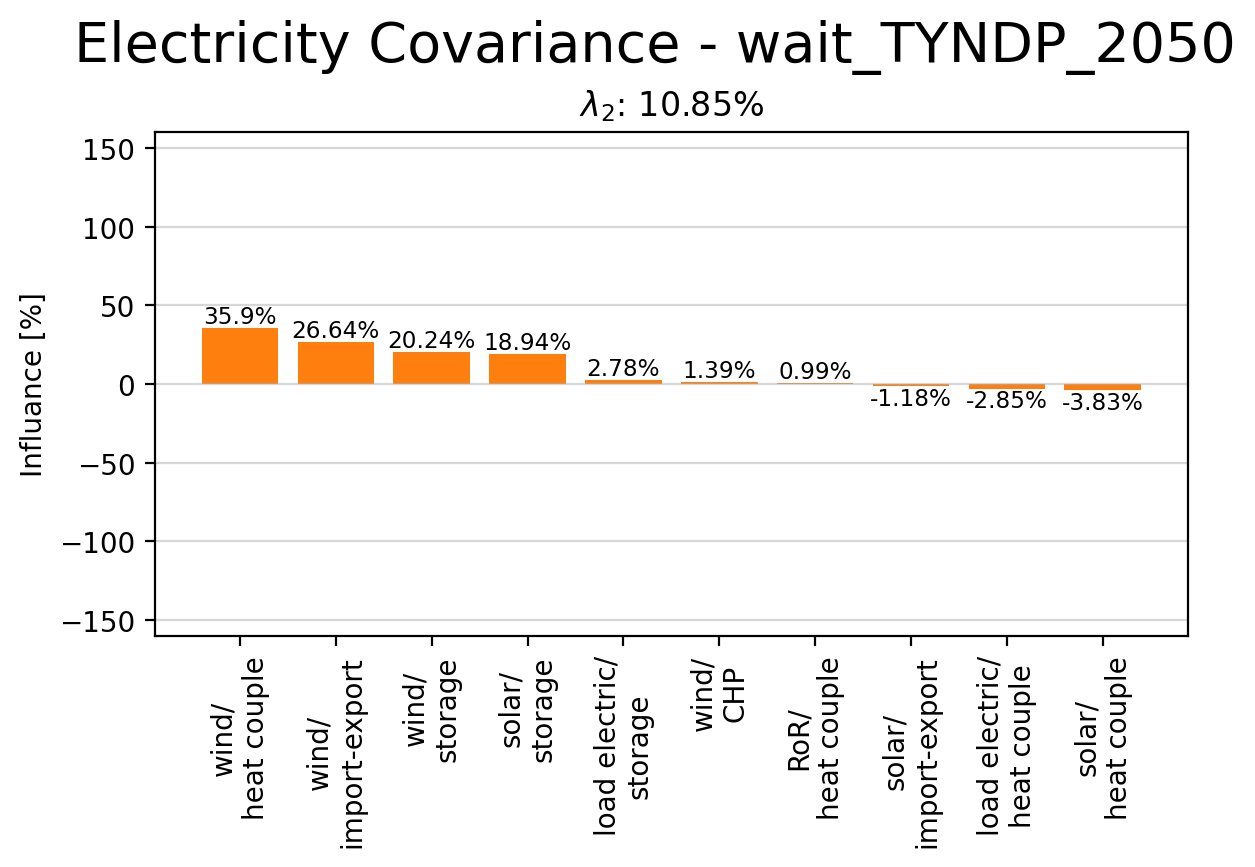 Electricity Covariance - wait_TYNDP_2050
λ2: 10.85%
150
100
50
0
−50
−100
−150
Influance [%]
35.9%
26.64%
20.24%
18.94%
2.78%
1.39%
0.99%
-1.18%
-2.85%
-3.83%
wind/
heat couple
wind/
import-export
wind/
storage
solar/
storage
load electric/
storage
wind/
CHP
RoR/
heat couple
solar/
import-export
load electric/
heat couple
solar/
heat couple